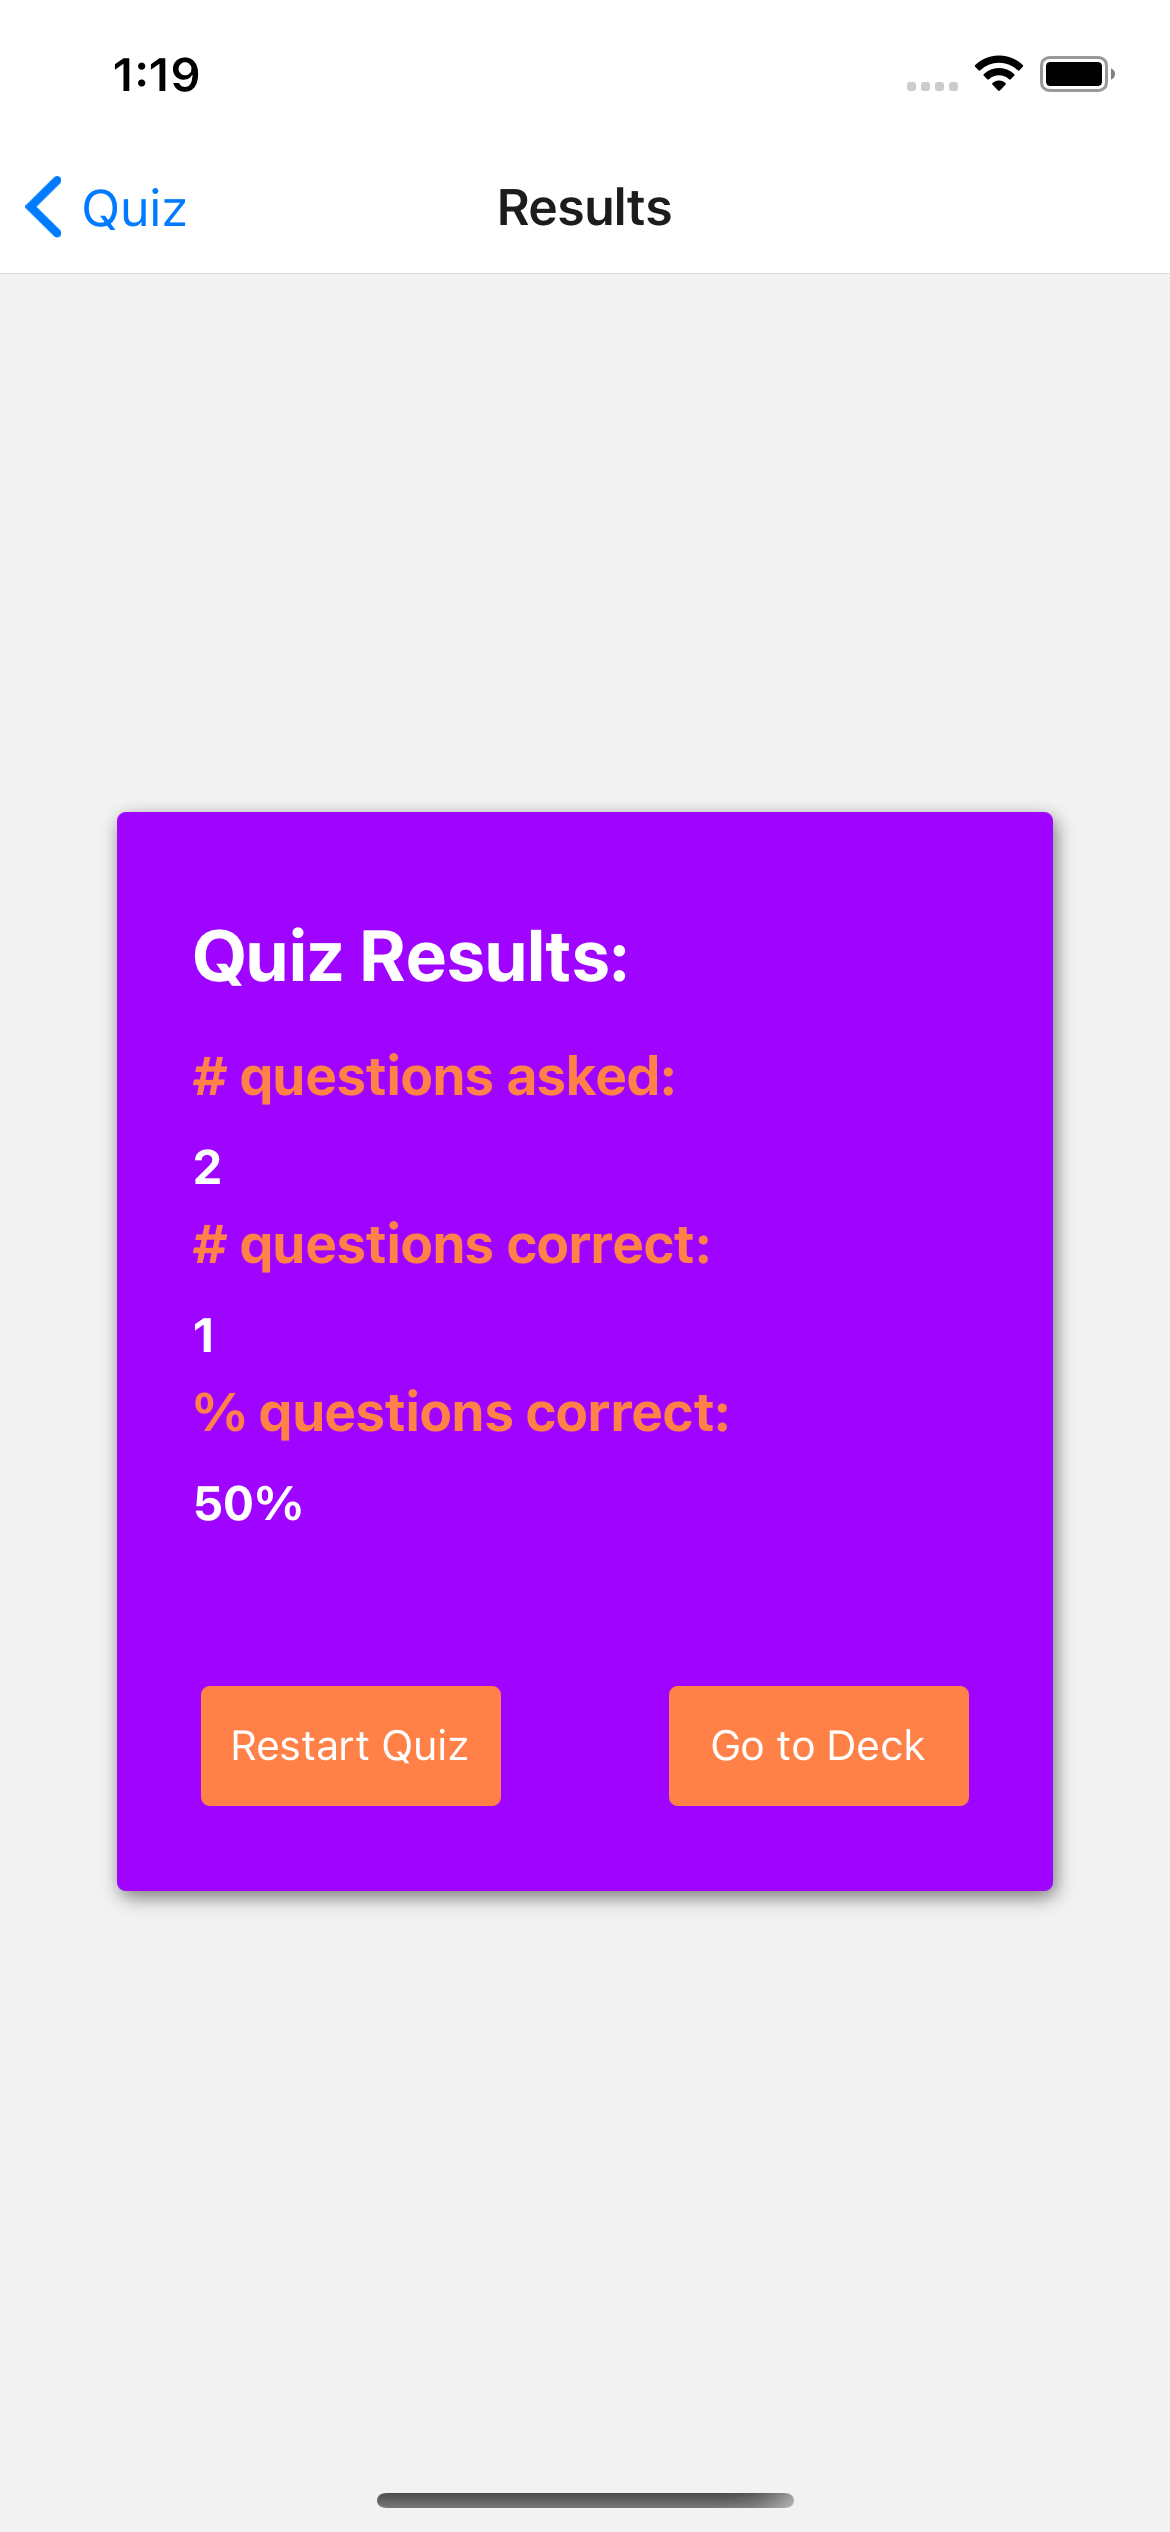 1:19
Quiz
Results
Quiz Results:
# questions asked:
2
# questions correct:
1
% questions correct:
50%
Restart Quiz
Go to Deck